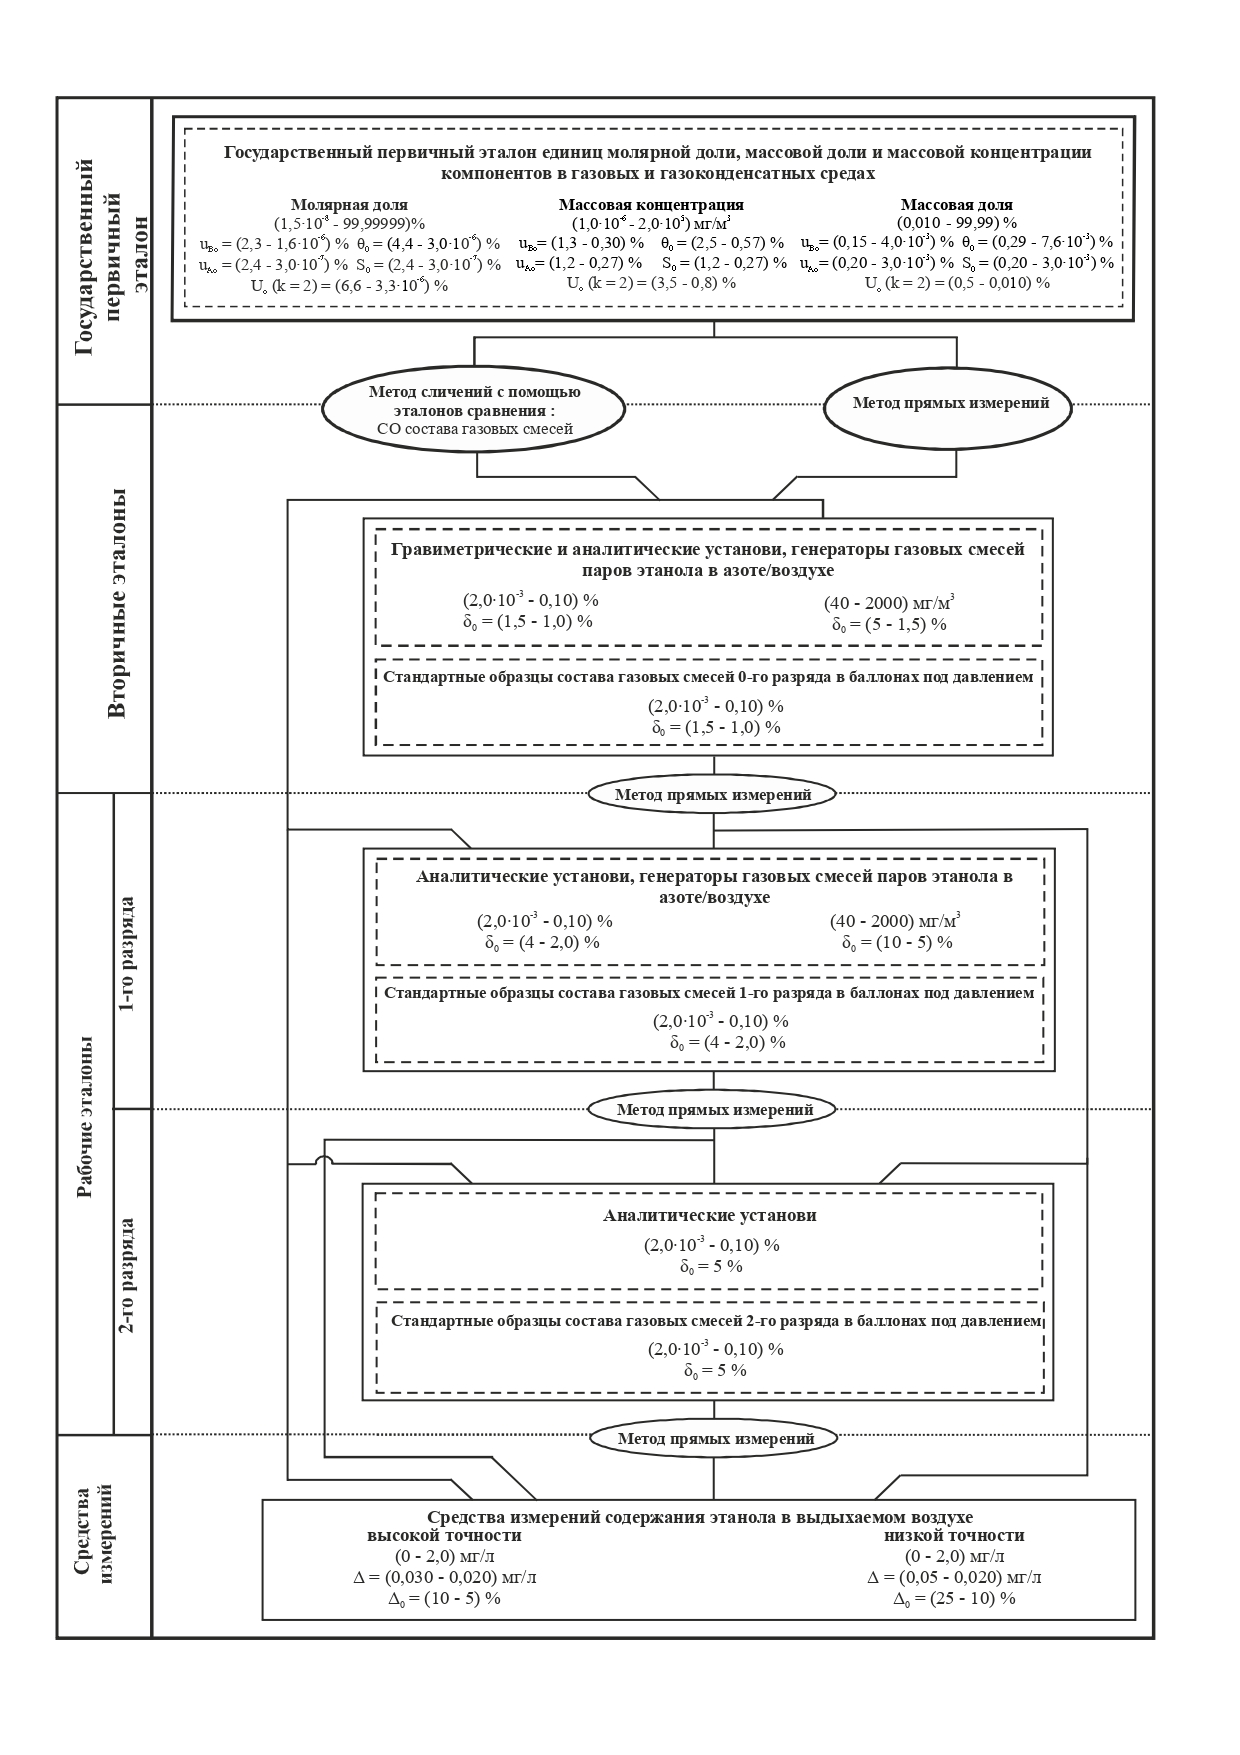 Государственный
первичный
эталон
Государственный первичный эталон единиц молярной доли, массовой доли и массовой концентрации
компонентов в газовых и газоконденсатных средах
Молярная доля
(1,5·10⁻⁸ - 99,99999)%
uᴮₒ = (2,3 - 1,6·10⁻⁶) % θ₀ = (4,4 - 3,0·10⁻⁶) %
uᴀₒ = (2,4 - 3,0·10⁻⁷) % S₀ = (2,4 - 3,0·10⁻⁷) %
Uₒ (k = 2) = (6,6 - 3,3·10⁻⁶) %
Массовая концентрация
(1,0·10⁻⁶ - 2,0·10⁵) мг/м³
uᴮₒ= (1,3 - 0,30) % θ₀ = (2,5 - 0,57) %
uᴀₒ= (1,2 - 0,27) % S₀ = (1,2 - 0,27) %
Uₒ (k = 2) = (3,5 - 0,8) %
Массовая доля
(0,010 - 99,99) %
uᴮₒ= (0,15 - 4,0·10⁻³) % θ₀ = (0,29 - 7,6·10⁻³) %
uᴀₒ= (0,20 - 3,0·10⁻³) % S₀ = (0,20 - 3,0·10⁻³) %
Uₒ (k = 2) = (0,5 - 0,010) %
Метод сличений с помощью
эталонов сравнения :
СО состава газовых смесей
Метод прямых измерений
Вторичные эталоны
Гравиметрические и аналитические установи, генераторы газовых смесей
паров этанола в азоте/воздухе
(2,0·10⁻³ - 0,10) %
δ₀ = (1,5 - 1,0) %
(40 - 2000) мг/м³
δ₀ = (5 - 1,5) %
Стандартные образцы состава газовых смесей 0-го разряда в баллонах под давлением
(2,0·10⁻³ - 0,10) %
δ₀ = (1,5 - 1,0) %
Метод прямых измерений
Рабочие эталоны
1-го разряда
Аналитические установи, генераторы газовых смесей паров этанола в
азоте/воздухе
(2,0·10⁻³ - 0,10) %
δ₀ = (4 - 2,0) %
(40 - 2000) мг/м³
δ₀ = (10 - 5) %
Стандартные образцы состава газовых смесей 1-го разряда в баллонах под давлением
(2,0·10⁻³ - 0,10) %
δ₀ = (4 - 2,0) %
Метод прямых измерений
2-го разряда
Аналитические установи
(2,0·10⁻³ - 0,10) %
δ₀ = 5 %
Стандартные образцы состава газовых смесей 2-го разряда в баллонах под давлением
(2,0·10⁻³ - 0,10) %
δ₀ = 5 %
Метод прямых измерений
Средства
измерений
Средства измерений содержания этанола в выдыхаемом воздухе
высокой точности
(0 - 2,0) мг/л
Δ = (0,030 - 0,020) мг/л
Δ₀ = (10 - 5) %
низкой точности
(0 - 2,0) мг/л
Δ = (0,05 - 0,020) мг/л
Δ₀ = (25 - 10) %